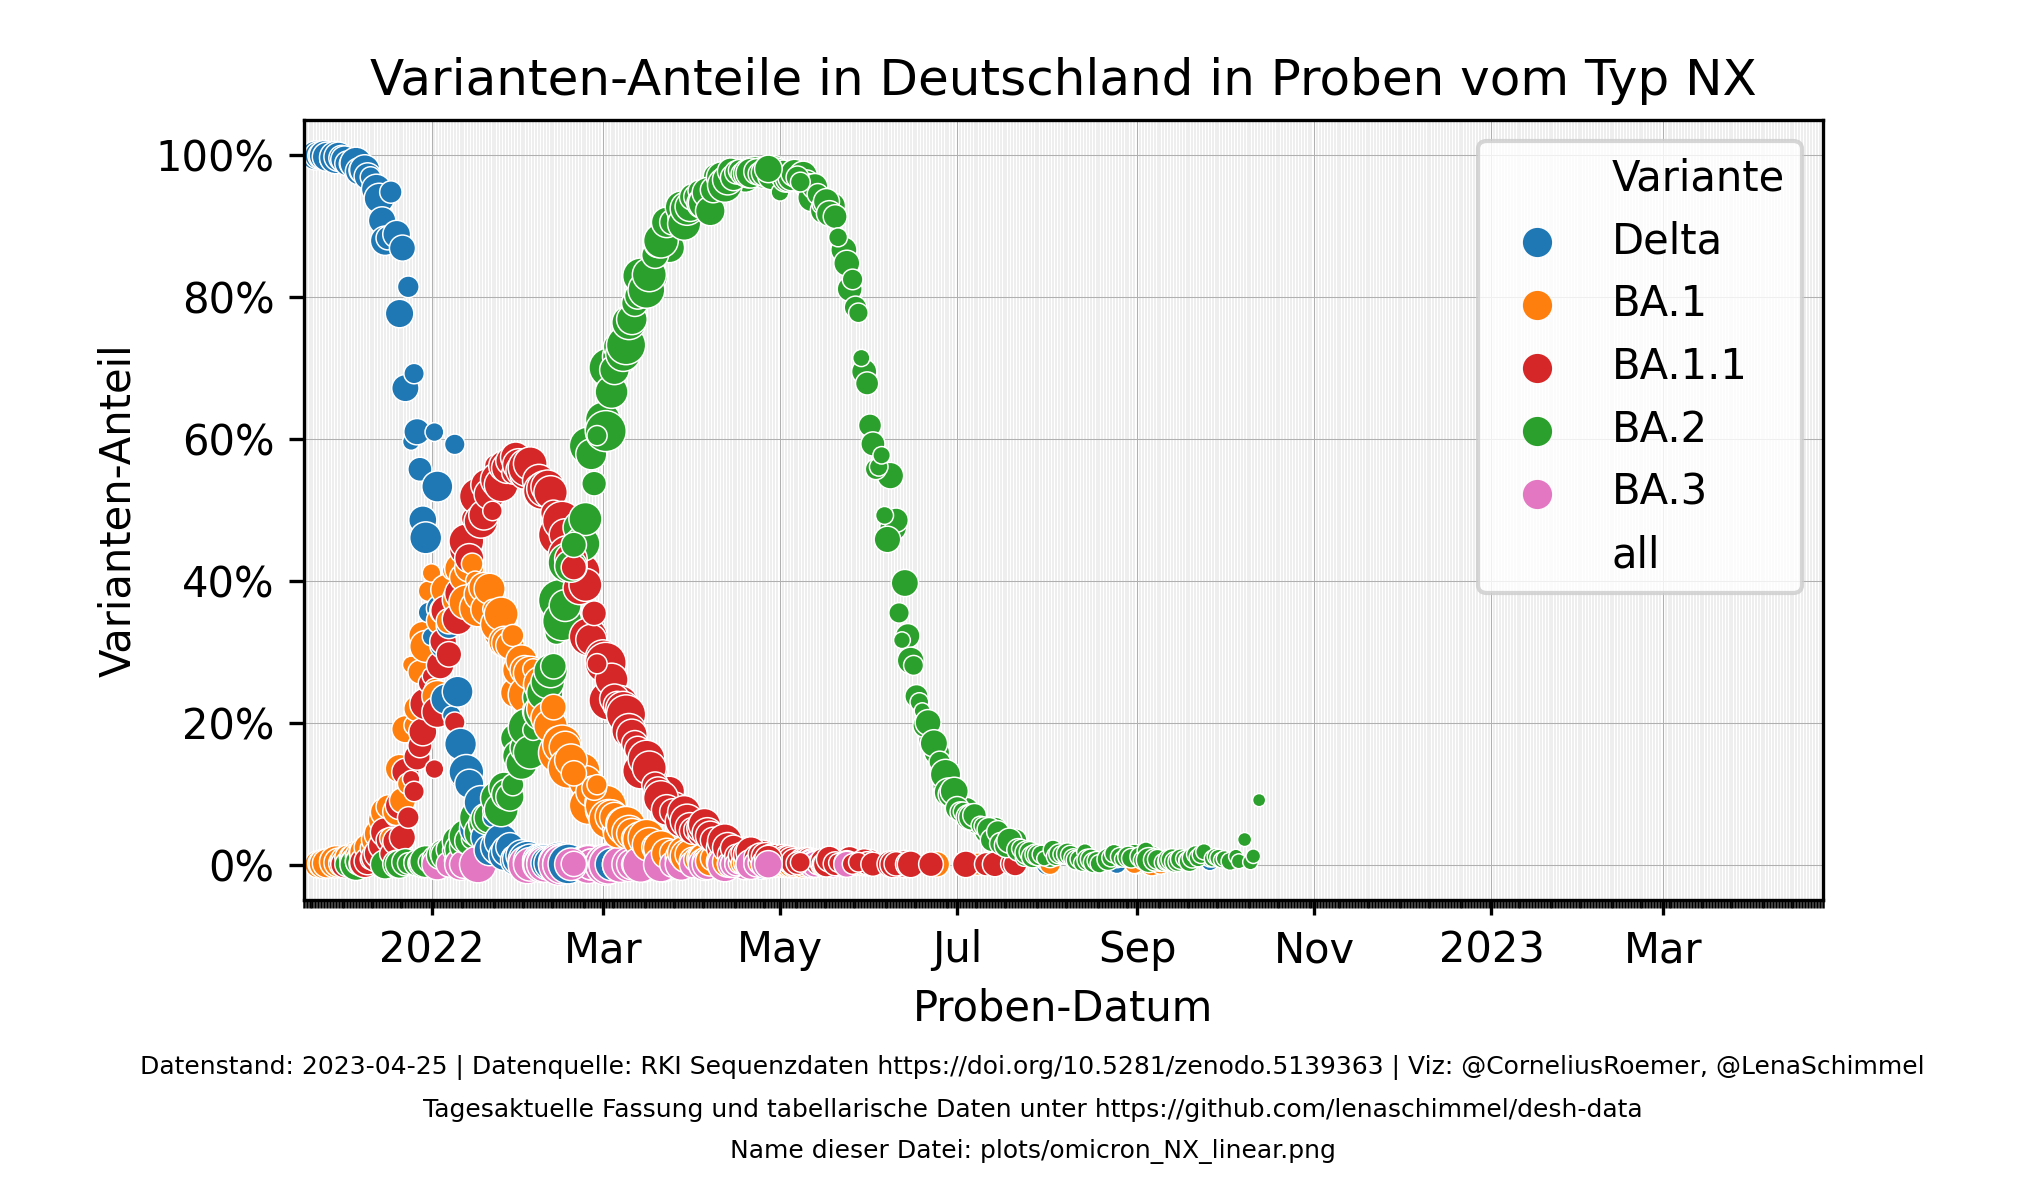 Varianten-Anteile in Deutschland in Proben vom Typ NX
100%
80%
60%
40%
20%
0%
Varianten-Anteil
Variante
Delta
BA.1
BA.1.1
BA.2
BA.3
all
2022 Mar May Jul Sep Nov 2023 Mar
Proben-Datum
Datenstand: 2023-04-25 | Datenquelle: RKI Sequenzdaten https://doi.org/10.5281/zenodo.5139363 | Viz: @CorneliusRoemer, @LenaSchimmel
Tagesaktuelle Fassung und tabellarische Daten unter https://github.com/lenaschimmel/desh-data
Name dieser Datei: plots/omicron_NX_linear.png